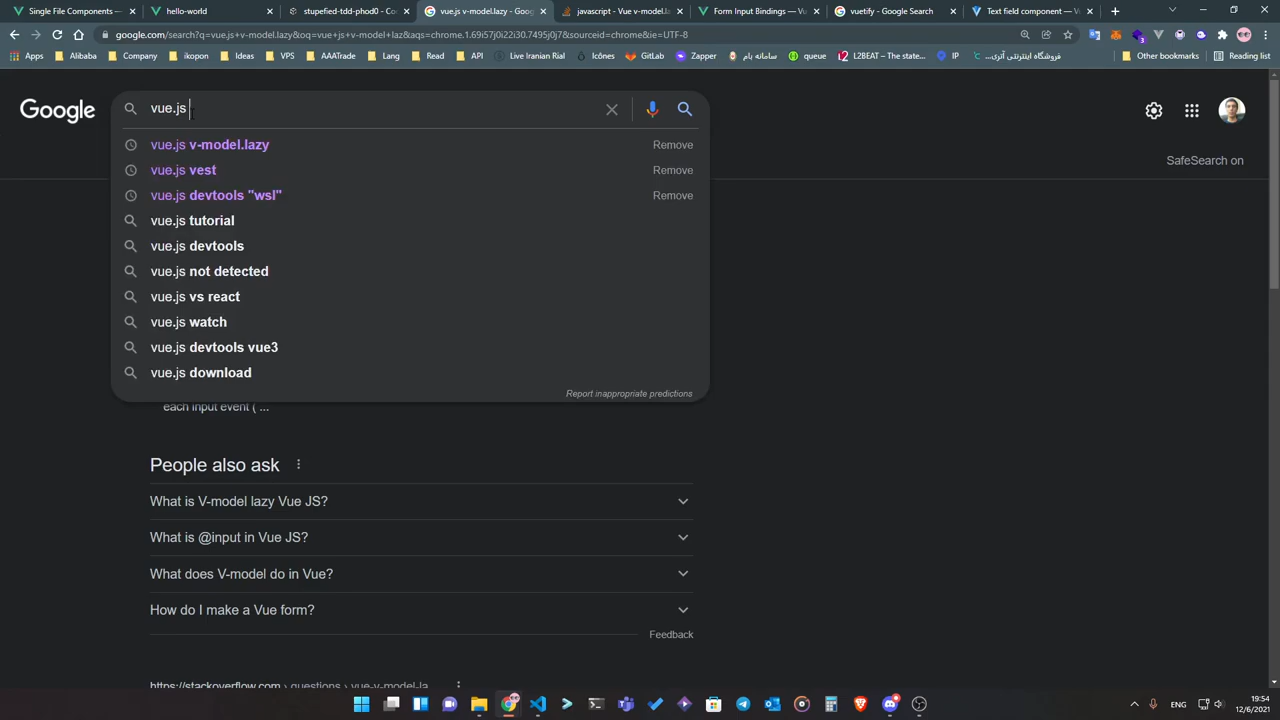 Single File Components — 
hello-world
stupefied-tdd-phod0 - Co
vue.js v-model.lazy - Goog
javascript - Vue v-model.la
Form Input Bindings — Vu
vuetify - Google Search
Text field component — Vu
google.com/search?q=vue.js+v-model.lazy&oq=vue+js+v-model+laz&aqs=chrome.1.69i57j0i22i30.7495j0j7&sourceid=chrome&ie=UTF-8
Apps
Alibaba
Company
ikopon
Ideas
VPS
AAATrade
Lang
Read
API
Live Iranian Rial
Icônes
GitLab
Zapper
سامانه بام
queue
L2BEAT – The state...
IP
فروشگاه اینترنتی آنزی...
Other bookmarks
Reading list
Google
vue.js
vue.js v-model.lazy
Remove
vue.js vest
Remove
vue.js devtools "wsl"
Remove
vue.js tutorial
vue.js devtools
vue.js not detected
vue.js vs react
vue.js watch
vue.js devtools vue3
vue.js download
Report inappropriate predictions
SafeSearch on
each input event ( ...
People also ask
What is V-model lazy Vue JS?
What is @input in Vue JS?
What does V-model do in Vue?
How do I make a Vue form?
Feedback
https://stackoverflow.com › questions › vue-v-model-la...
ENG
19:54
12/6/2021